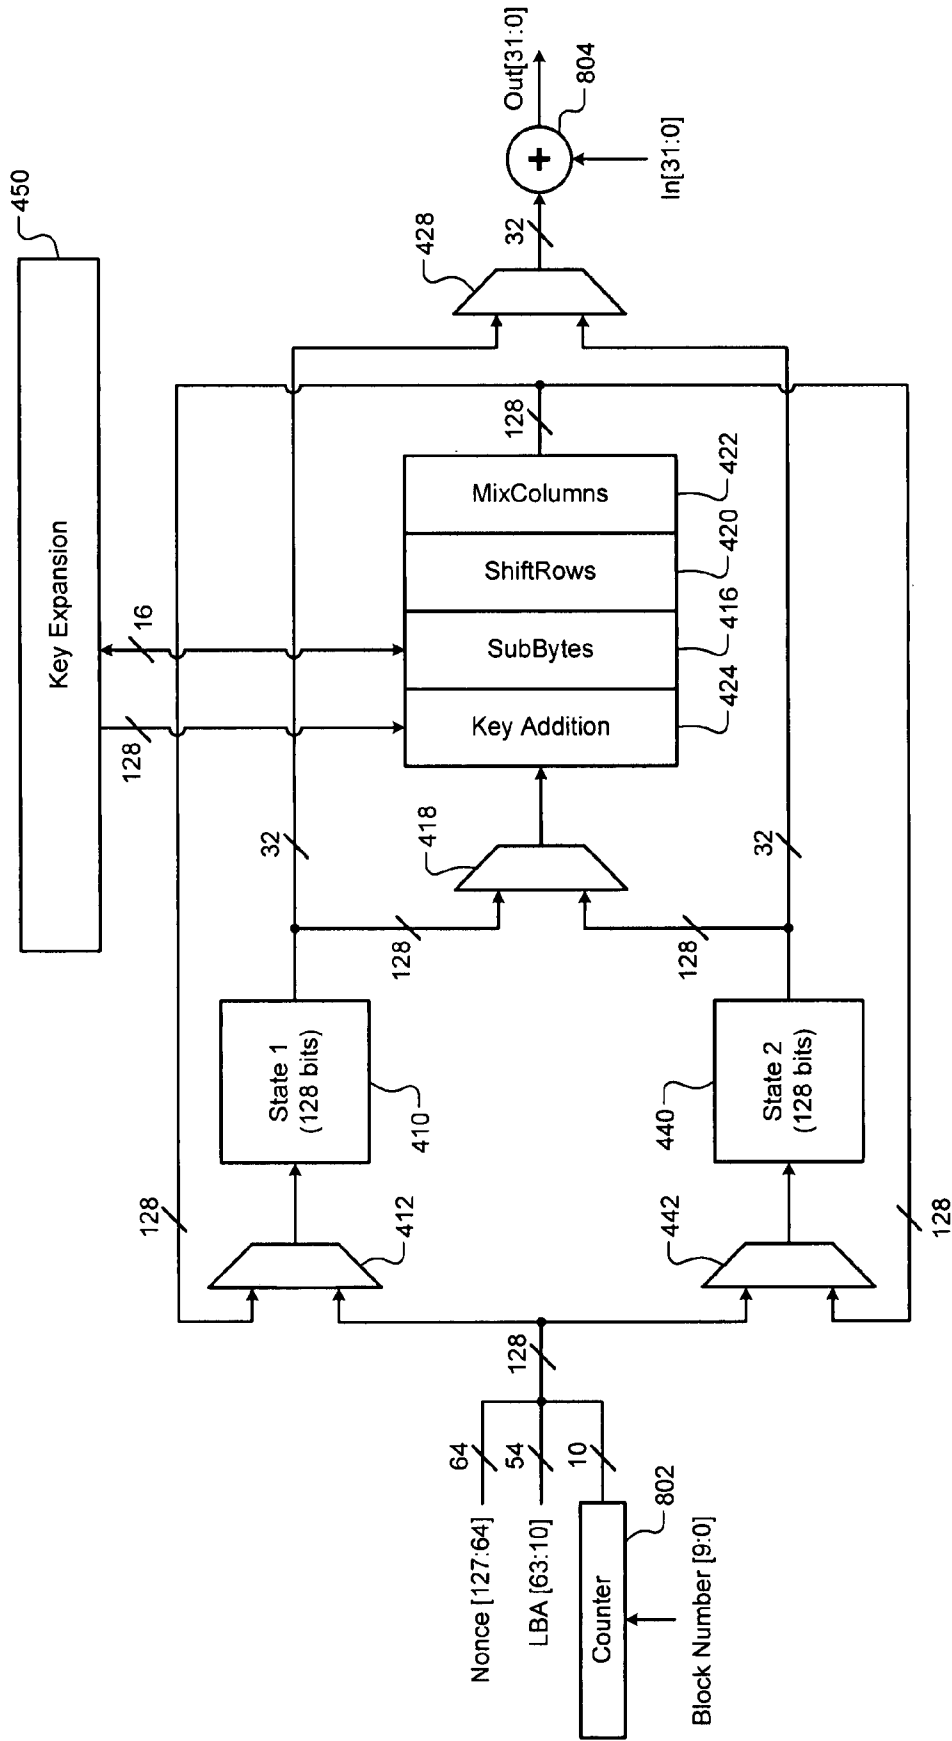 Key Expansion
450
128
16
128
32
State 1
(128 bits)
410
412
128
418
128
Key Addition
SubBytes
ShiftRows
MixColumns
424
416
420
422
128
428
32
Out[31:0]
804
In[31:0]
Nonce [127:64]
64
LBA [63:10]
54
10
Counter
802
Block Number [9:0]
128
442
State 2
(128 bits)
440
128
32